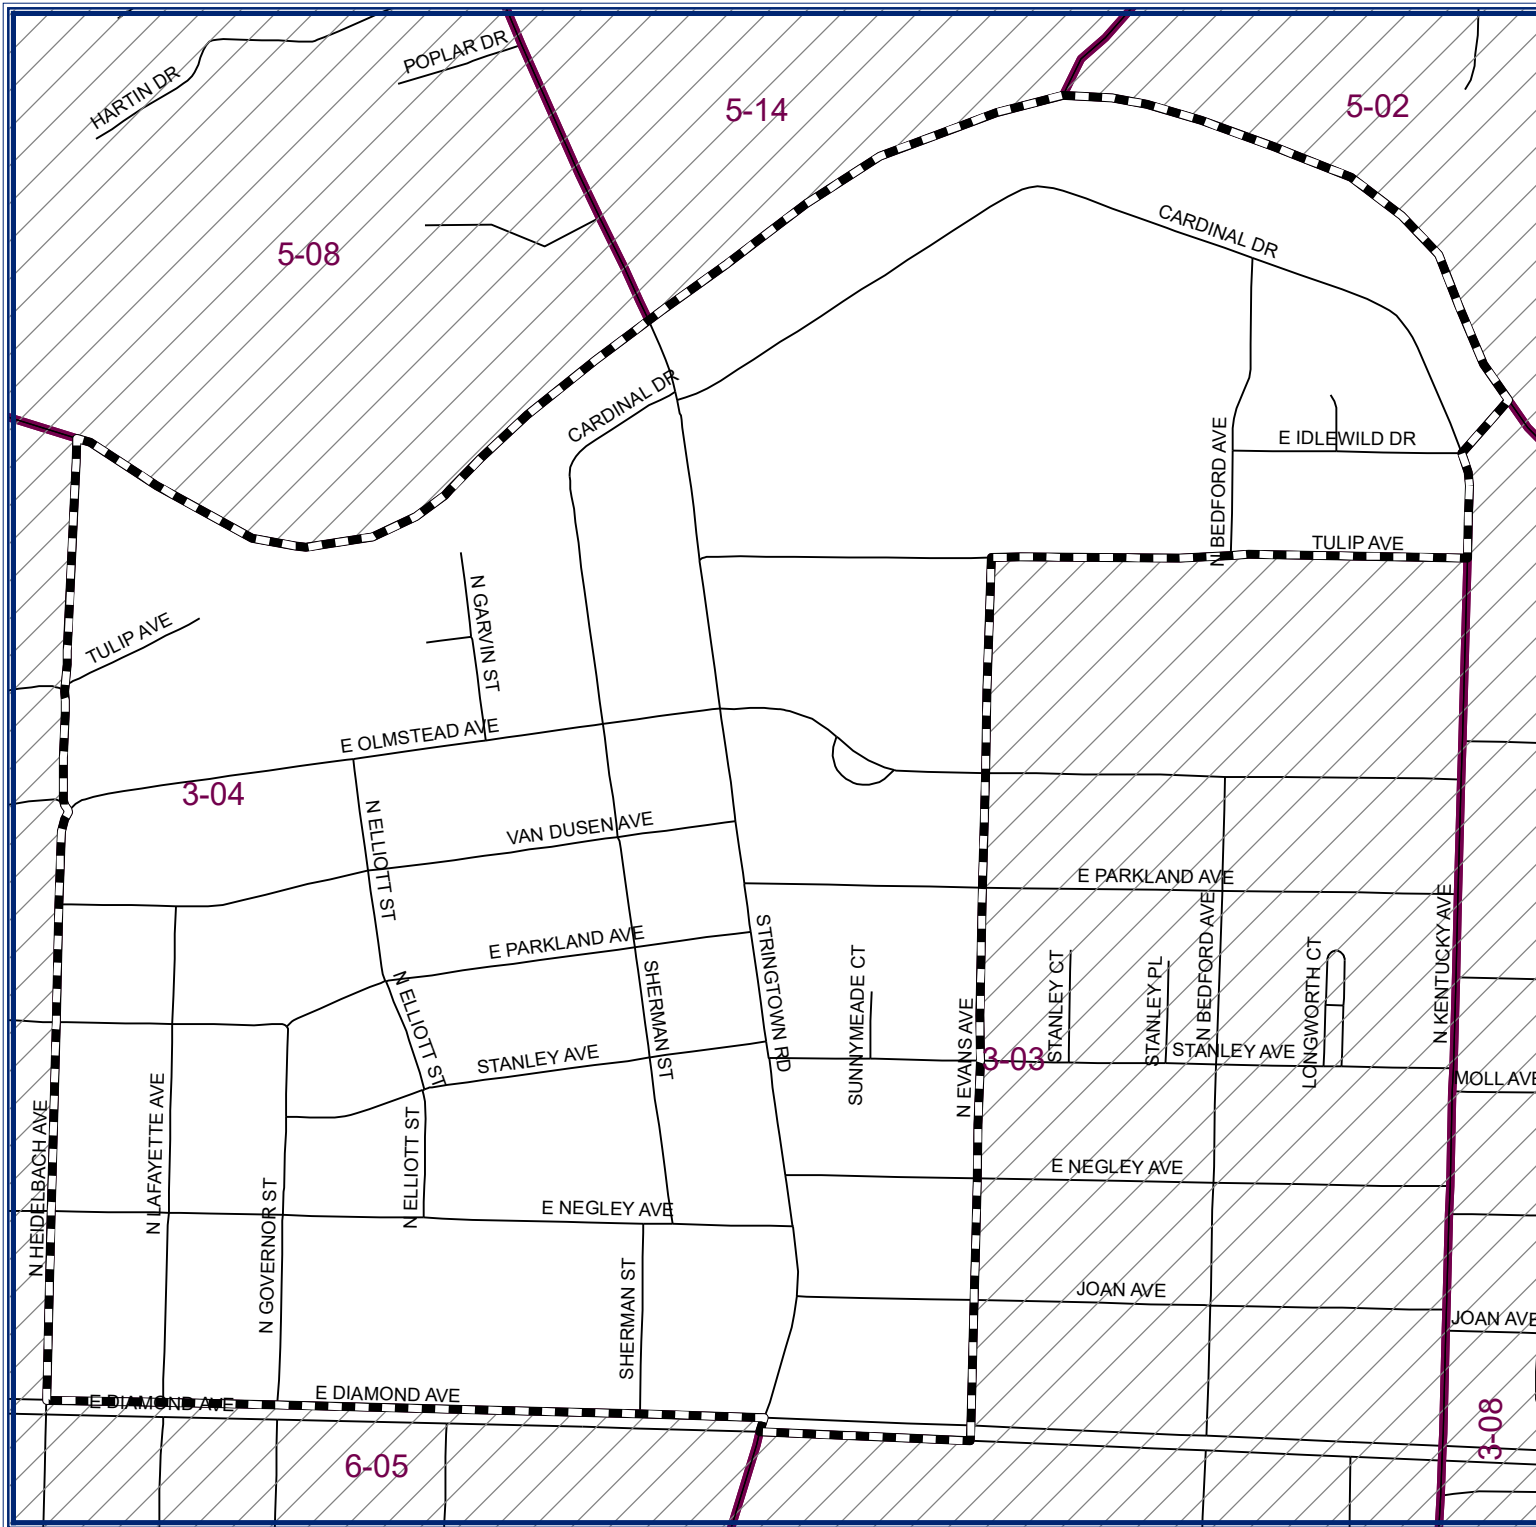 HARTIN DR
POPLAR DR
5-14
5-02
5-08
CARDINAL DR
CARDINAL DR
N BEDFORD AVE
E IDLEWILD DR
TULIP AVE
TULIP AVE
N GARVIN ST
E OLMSTEAD AVE
3-04
N ELLIOTT ST
VAN DUSEN AVE
E PARKLAND AVE
E PARKLAND AVE
N ELLIOTT ST
SHERMAN ST
STRINGTOWN RD
SUNNYMEADE CT
N EVANS AVE
3-03
STANLEY CT
STANLEY PL
N BEDFORD AVE
STANLEY AVE
LONGWORTH CT
N KENTUCKY AVE
MOLL AVE
STANLEY AVE
N HEIDELBACH AVE
N LAFAYETTE AVE
N GOVERNOR ST
N ELLIOTT ST
E NEGLEY AVE
E NEGLEY AVE
SHERMAN ST
JOAN AVE
JOAN AVE
E DIAMOND AVE
E DIAMOND AVE
6-05
3-08